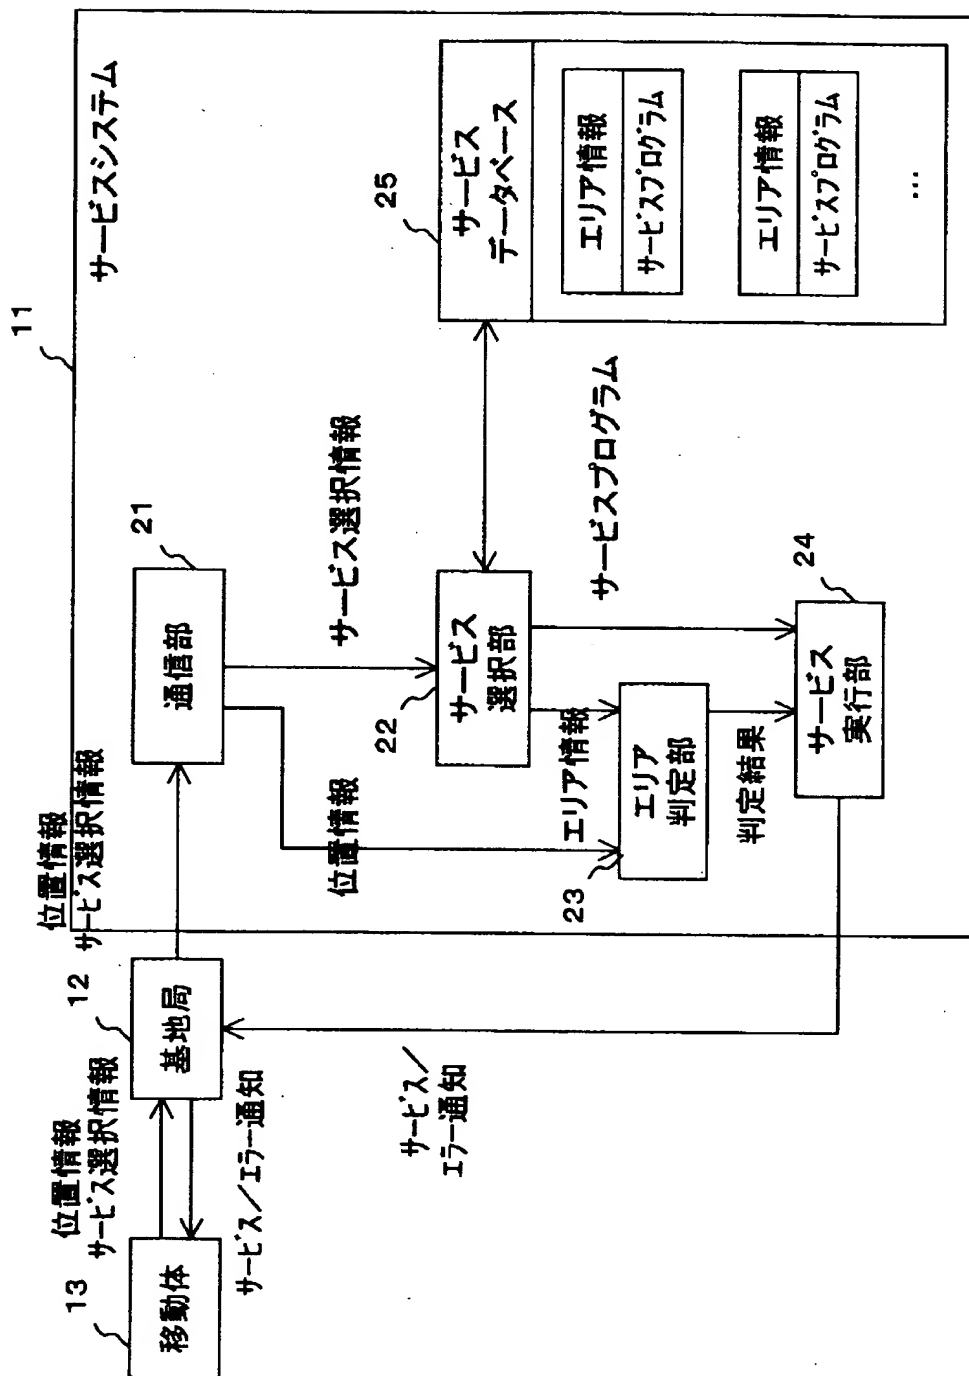 11
サービスシステム
位置情報
サービス選択情報
21
通信部
サービス選択情報
25
サービス
データベース
エリア情報
サービスプログラム
エリア情報
サービスプログラム
…
12
基地局
位置情報
サービス選択情報
13
移動体
サービス/エラー通知
位置情報
22
サービス
選択部
サービスプログラム
エリア情報
23
エリア
判定部
判定結果
24
サービス
実行部
サービス/
エラー通知